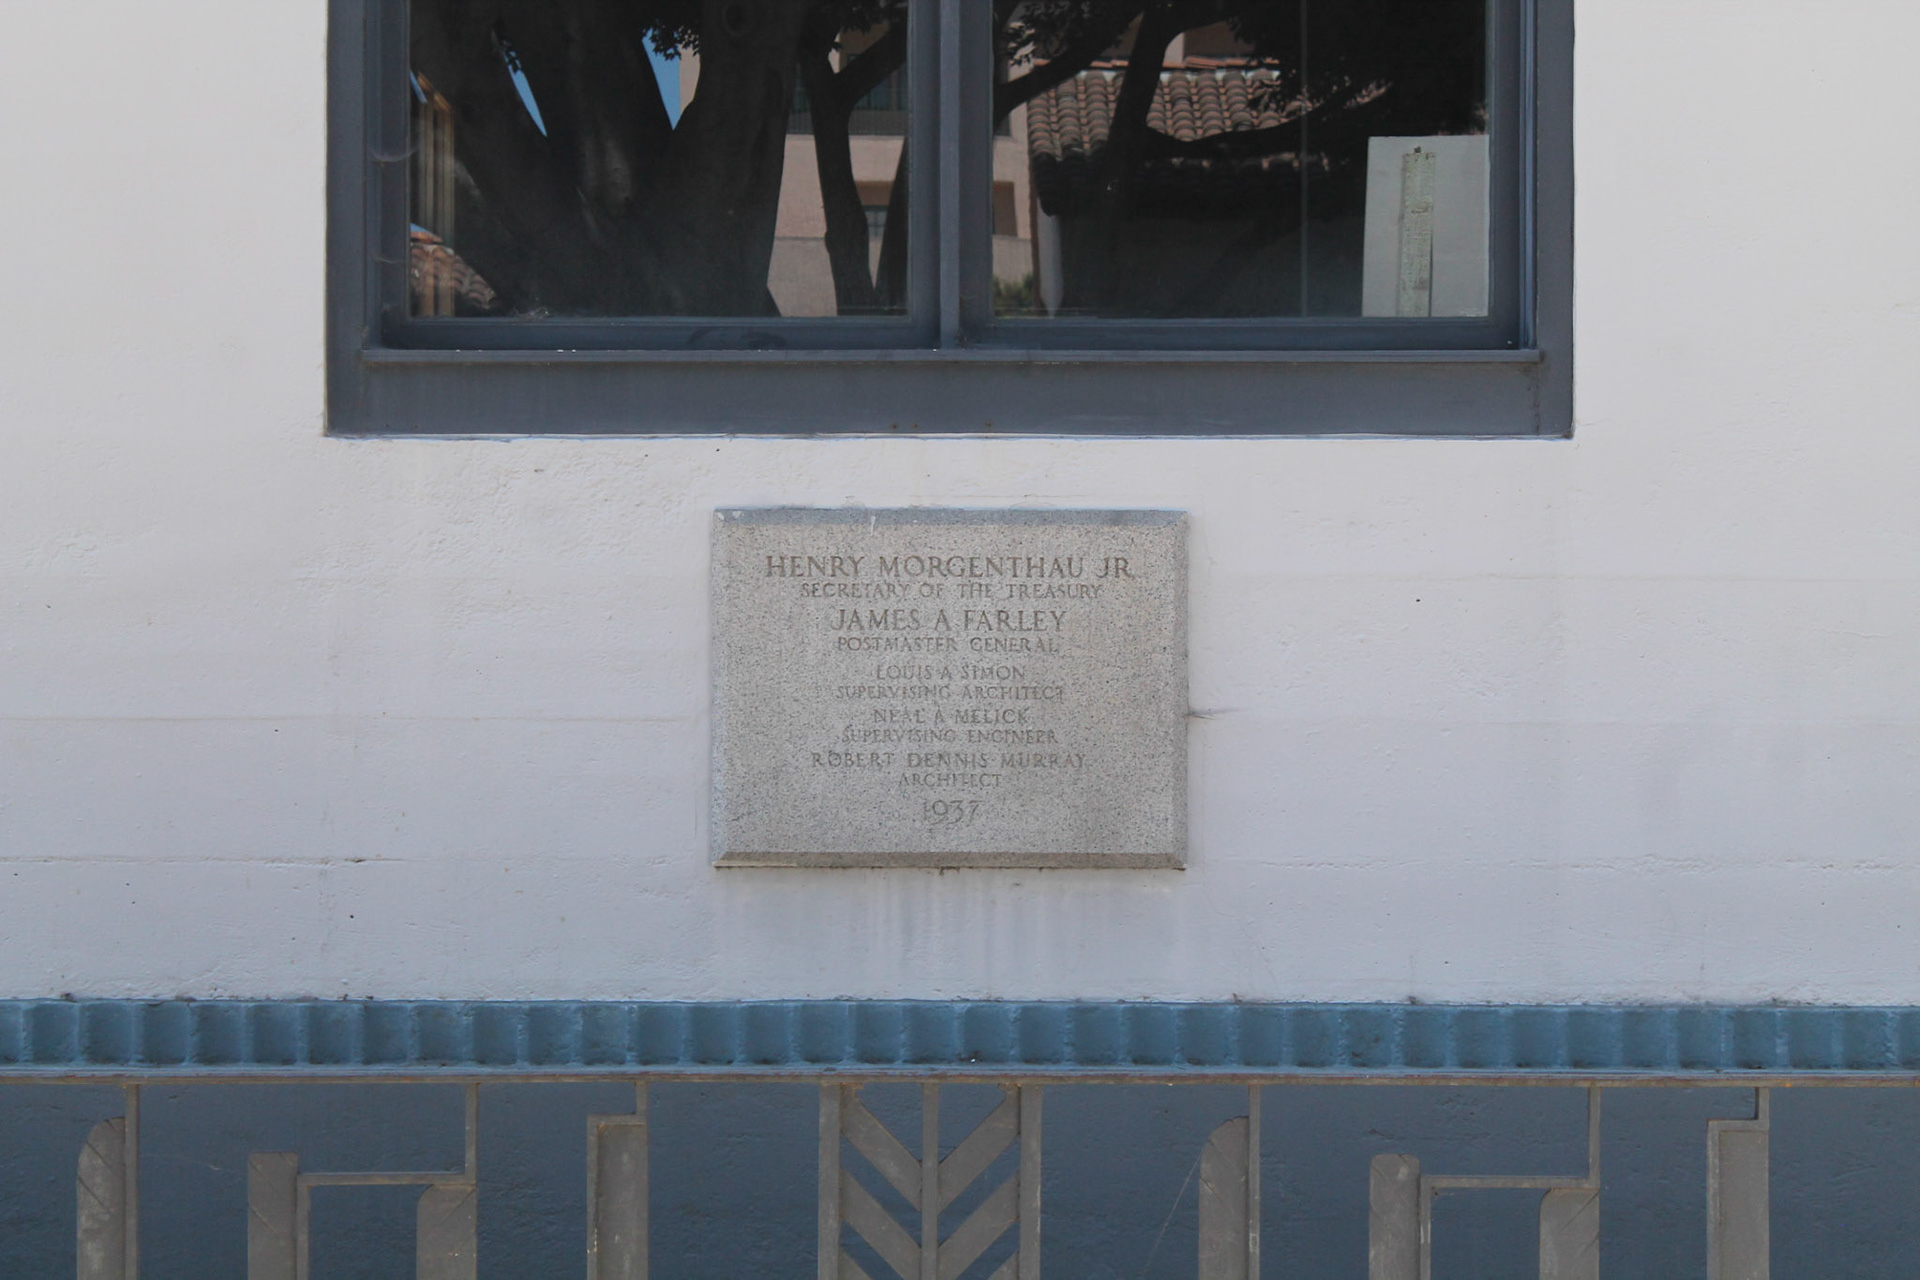 HENRY MORGENTHAU JR
SECRETARY OF THE TREASURY
JAMES A FARLEY
POSTMASTER GENERAL
LOUIS A SIMON
SUPERVISING ARCHITECT
NEAL A MELICK
SUPERVISING ENGINEER
ROBERT DENNIS MURRAY
ARCHITECT
1937